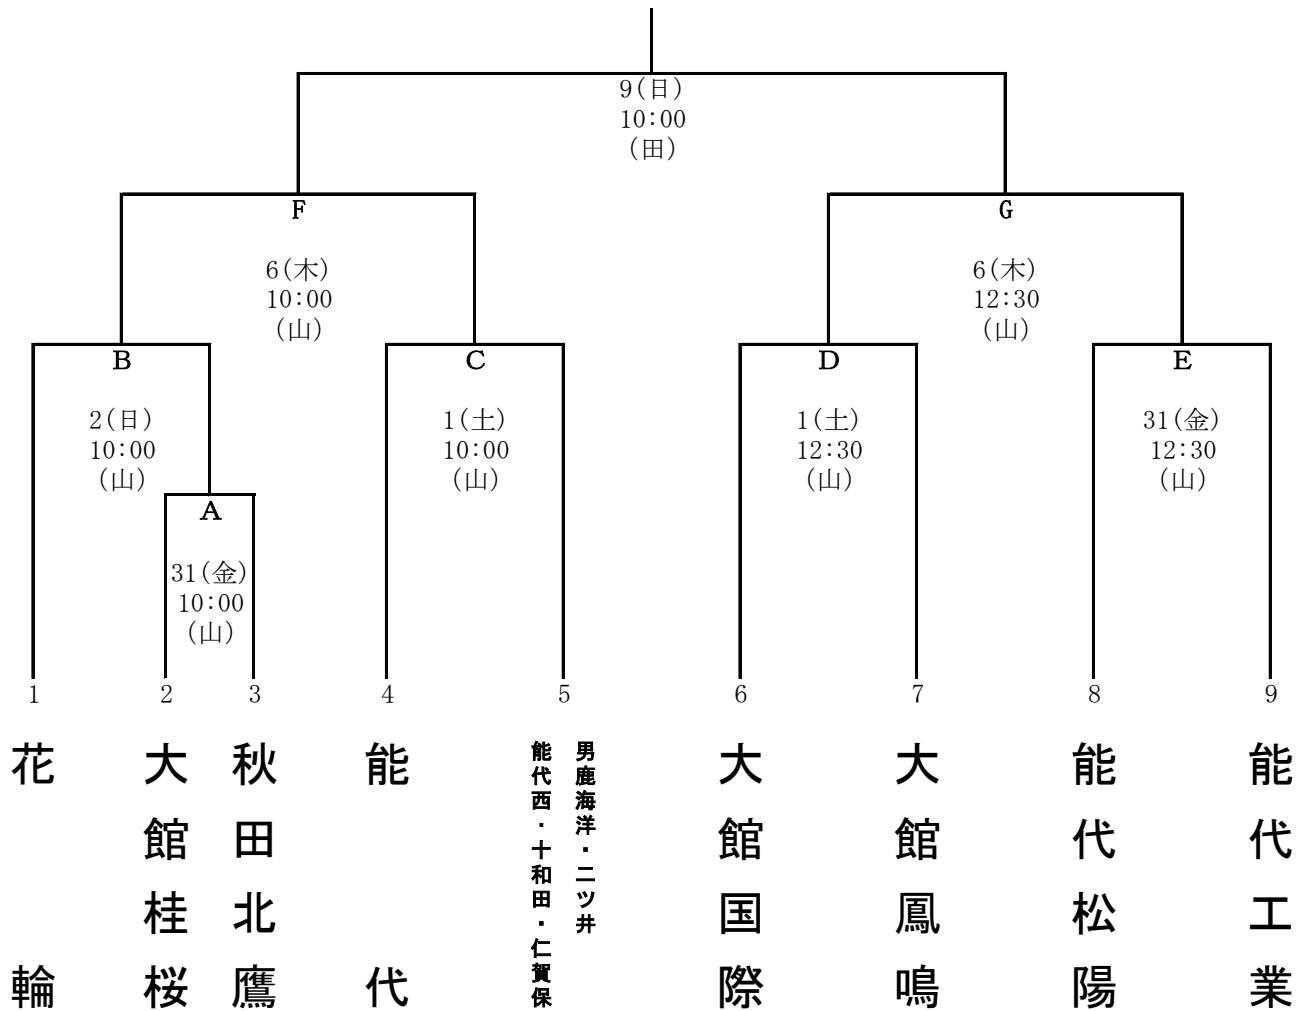 9(日)
10:00
(田)
F
G
6(木)
10:00
(山)
6(木)
12:30
(山)
B
C
D
E
2(日)
10:00
(山)
1(土)
10:00
(山)
1(土)
12:30
(山)
31(金)
12:30
(山)
A
31(金)
10:00
(山)
1
2
3
4
5
6
7
8
9
花輪
大館桂桜
秋田北鷹
能代
男鹿海洋・二ツ井
能代西・十和田・仁賀保
大館国際
大館鳳鳴
能代松陽
能代工業